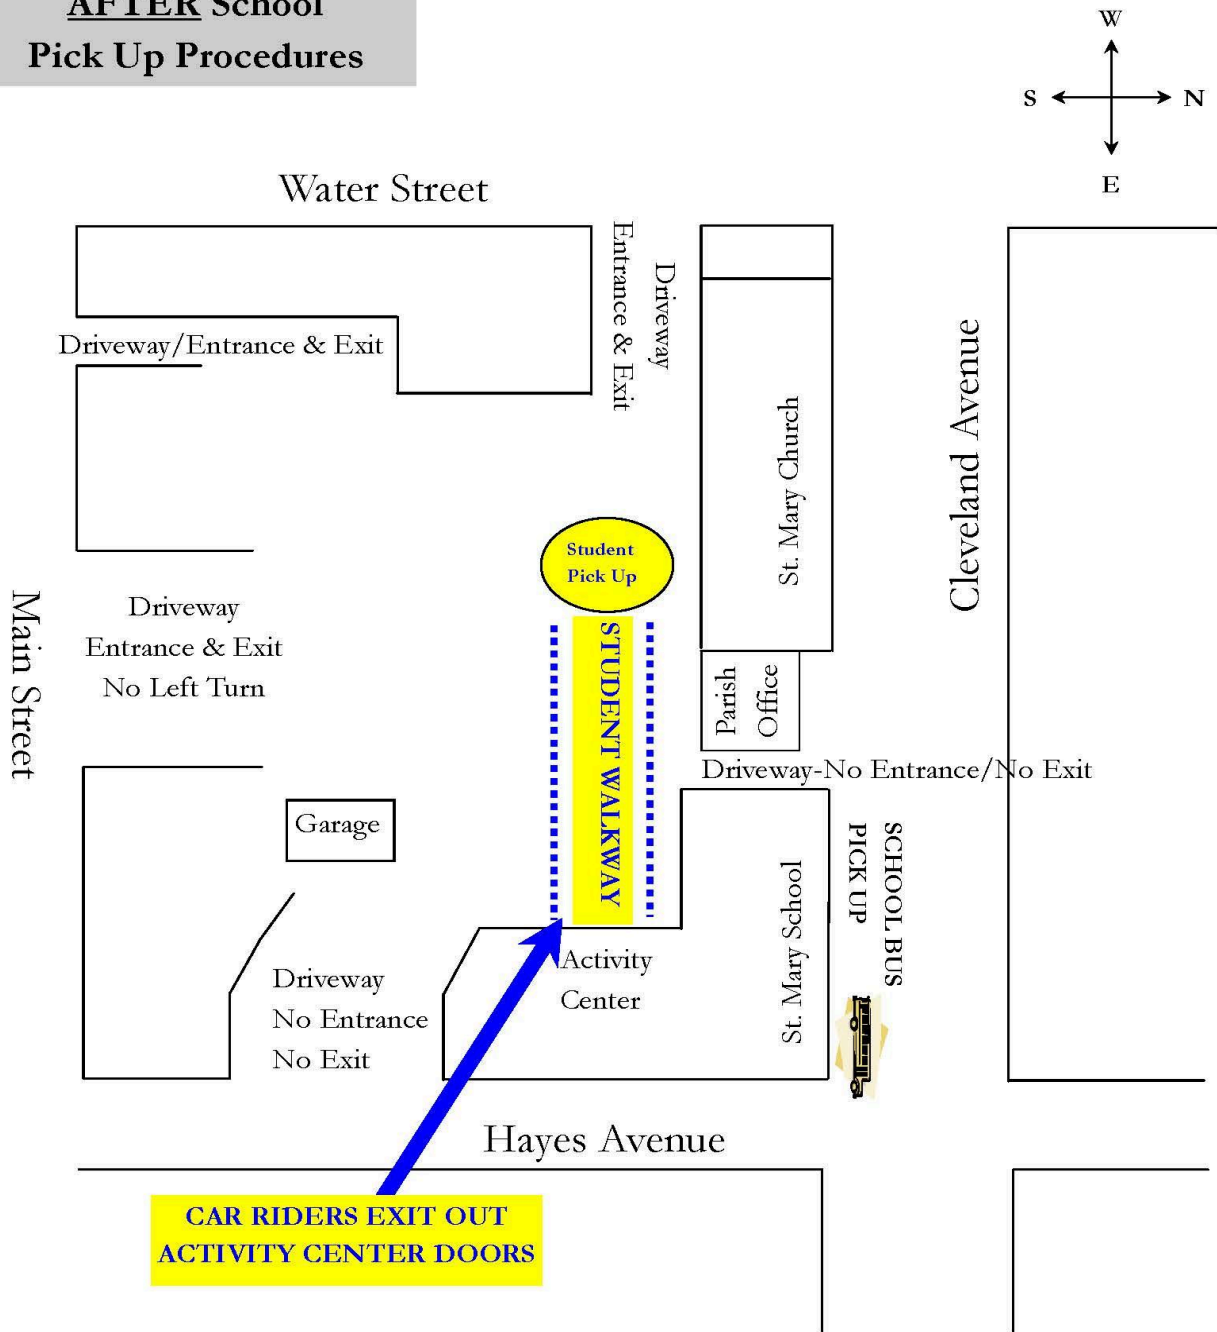 AFTER School
Pick Up Procedures
W
S
N
E
Water Street
Driveway/Entrance & Exit
Driveway
Entrance & Exit
St. Mary Church
Cleveland Avenue
Student
Pick Up
Main Street
Driveway
Entrance & Exit
No Left Turn
STUDENT WALKWAY
Parish
Office
Driveway-No Entrance/No Exit
Garage
SCHOOL BUS
PICK UP
St. Mary School
Activity
Center
Driveway
No Entrance
No Exit
Hayes Avenue
CAR RIDERS EXIT OUT
ACTIVITY CENTER DOORS